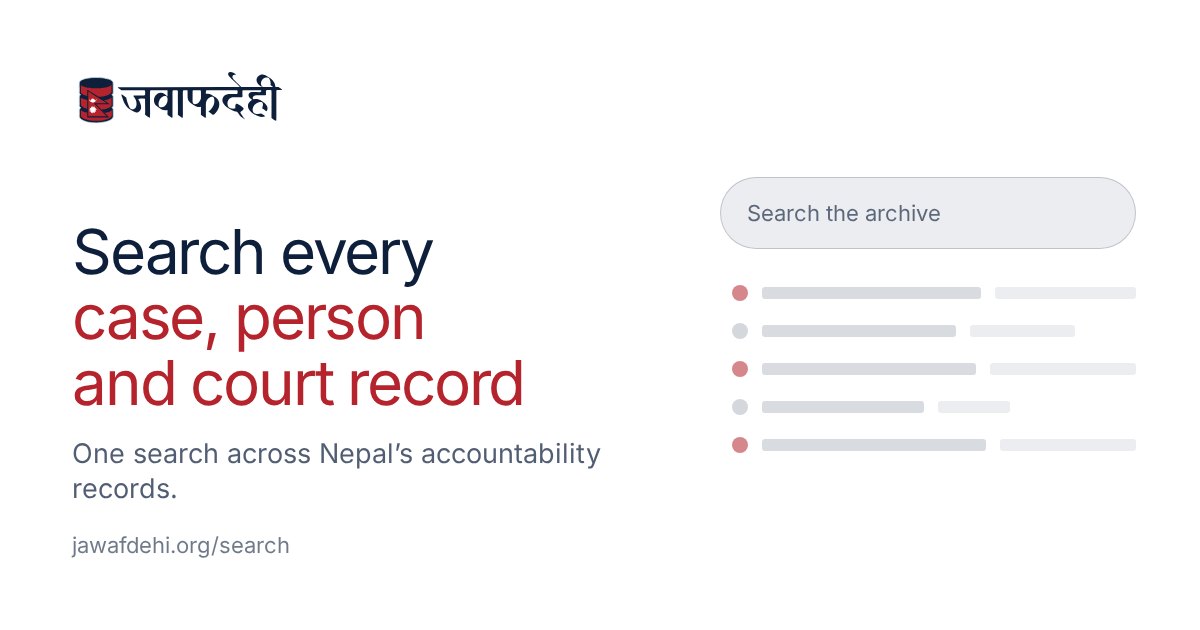 जवाफदेही
Search every
case, person
and court record
One search across Nepal’s accountability
records.
jawafdehi.org/search
Search the archive